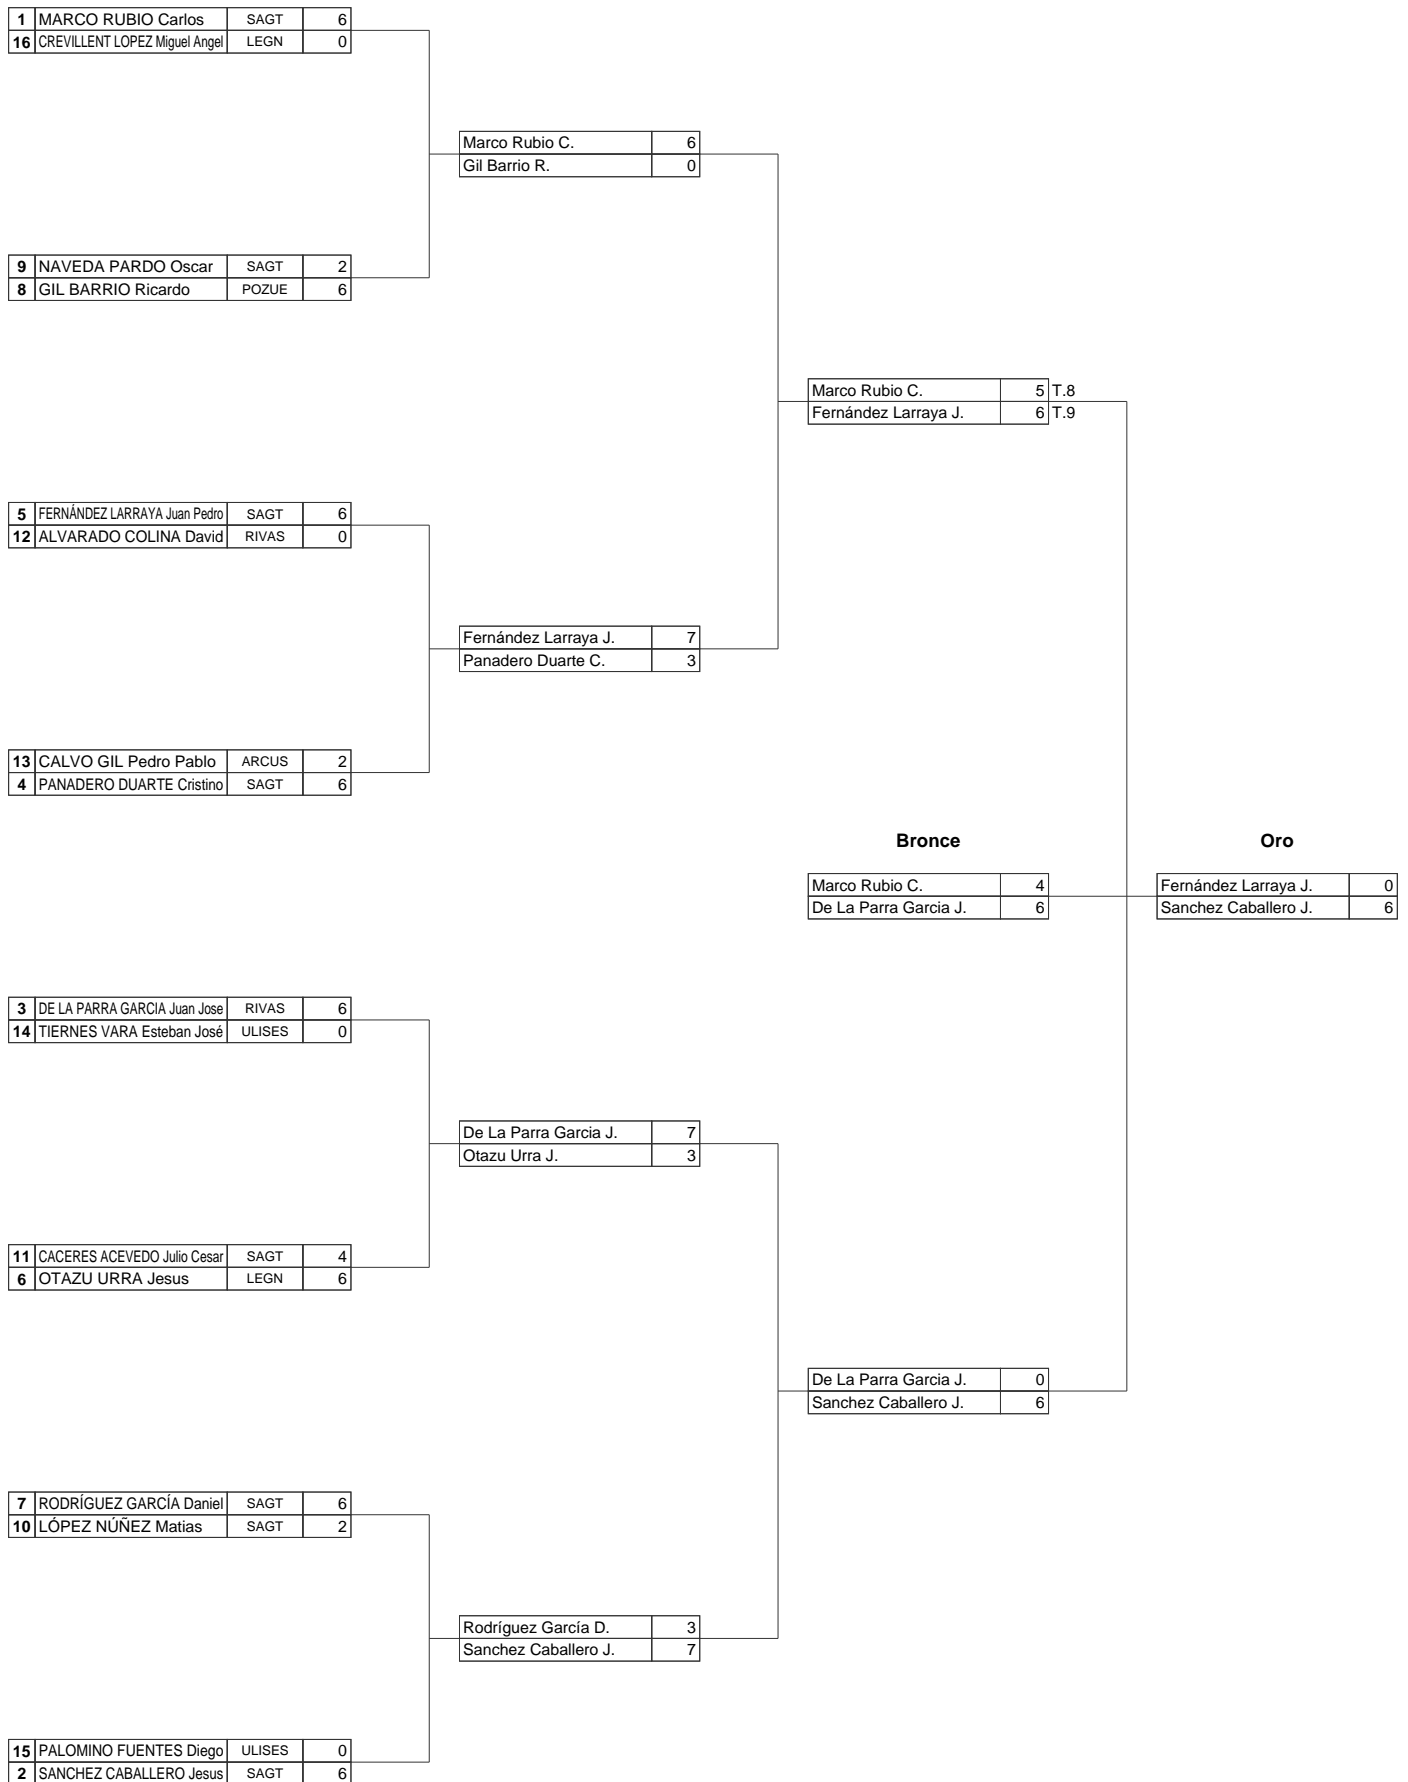 1 MARCO RUBIO Carlos SAGT 6
16 CREVILLENT LOPEZ Miguel Angel LEGN 0
Marco Rubio C. 6
Gil Barrio R. 0
9 NAVEDA PARDO Oscar SAGT 2
8 GIL BARRIO Ricardo POZUE 6
Marco Rubio C. 5 T.8
Fernández Larraya J. 6 T.9
5 FERNÁNDEZ LARRAYA Juan Pedro SAGT 6
12 ALVARADO COLINA David RIVAS 0
Fernández Larraya J. 7
Panadero Duarte C. 3
13 CALVO GIL Pedro Pablo ARCUS 2
4 PANADERO DUARTE Cristino SAGT 6
Bronce Oro
Marco Rubio C. 4 Fernández Larraya J. 0
De La Parra Garcia J. 6 Sanchez Caballero J. 6
3 DE LA PARRA GARCIA Juan Jose RIVAS 6
14 TIERNES VARA Esteban José ULISES 0
De La Parra Garcia J. 7
Otazu Urra J. 3
11 CACERES ACEVEDO Julio Cesar SAGT 4
6 OTAZU URRA Jesus LEGN 6
De La Parra Garcia J. 0
Sanchez Caballero J. 6
7 RODRÍGUEZ GARCÍA Daniel SAGT 6
10 LÓPEZ NÚÑEZ Matias SAGT 2
Rodríguez García D. 3
Sanchez Caballero J. 7
15 PALOMINO FUENTES Diego ULISES 0
2 SANCHEZ CABALLERO Jesus SAGT 6